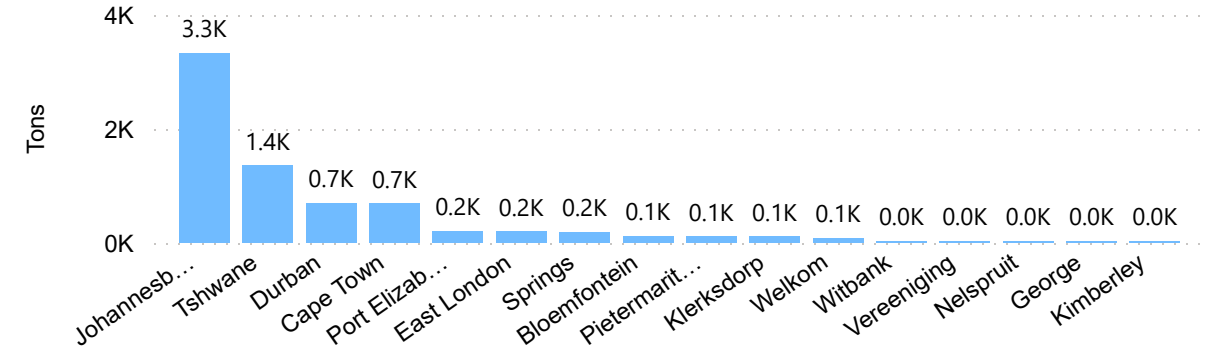 4K
2K
0K
Tons
3.3K
1.4K
0.7K
0.7K
0.2K
0.2K
0.2K
0.1K
0.1K
0.1K
0.1K
0.0K
0.0K
0.0K
0.0K
0.0K
Johannesb…
Tshwane
Durban
Cape Town
Port Elizab…
East London
Springs
Bloemfontein
Pietermarit…
Klerksdorp
Welkom
Witbank
Vereeniging
Nelspruit
George
Kimberley